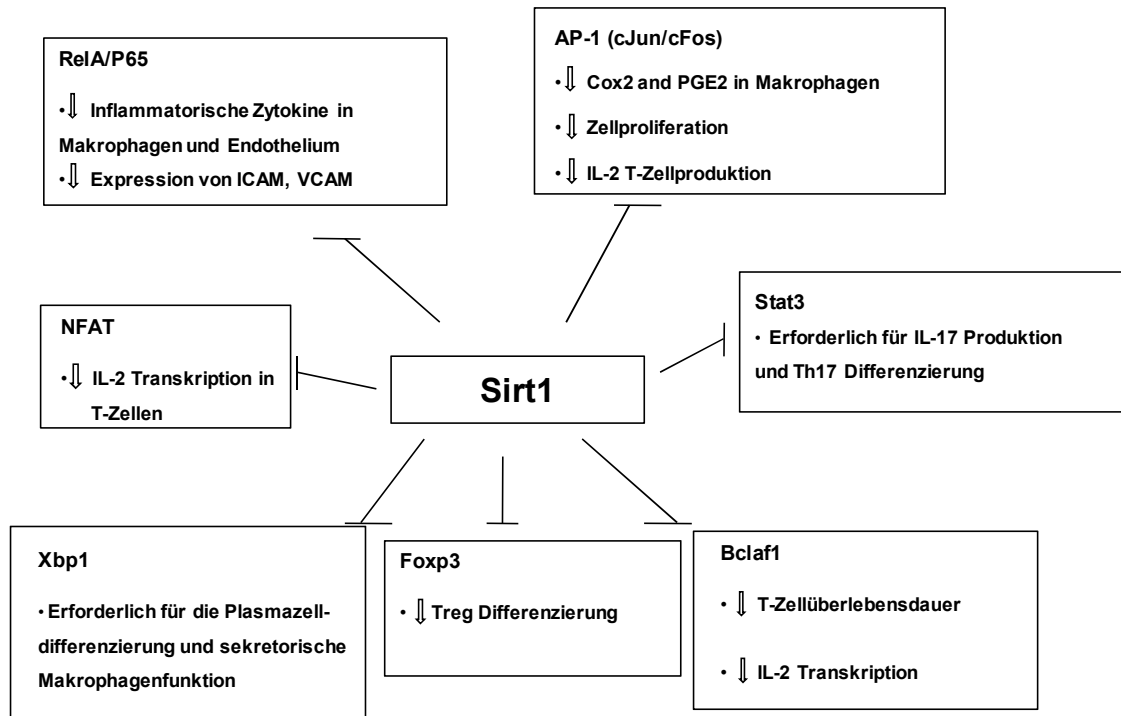 RelA/P65
• ⇩ Inflammatorische Zytokine in
Makrophagen und Endothelium
• ⇩ Expression von ICAM, VCAM
AP-1 (cJun/cFos)
• ⇩ Cox2 and PGE2 in Makrophagen
• ⇩ Zellproliferation
• ⇩ IL-2 T-Zellproduktion
NFAT
• ⇩ IL-2 Transkription in
T-Zellen
Sirt1
Stat3
• Erforderlich für IL-17 Produktion
und Th17 Differenzierung
Xbp1
• Erforderlich für die Plasmazell-
differenzierung und sekretorische
Makrophagenfunktion
Foxp3
• ⇩ Treg Differenzierung
Bclaf1
• ⇩ T-Zellüberlebensdauer
• ⇩ IL-2 Transkription